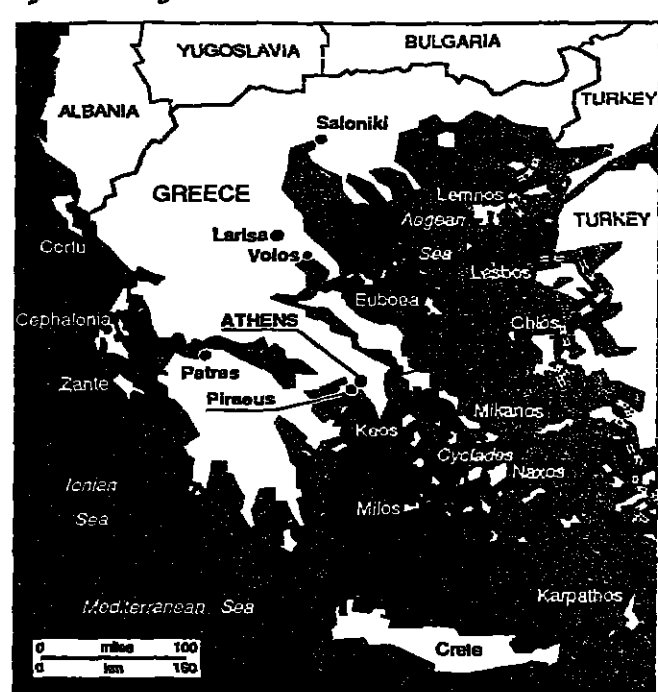 YUGOSLAVIA
BULGARIA
ALBANIA
TURKEY
Saloniki
GREECE
Lemnos
Aegean
Sea
TURKEY
Larisa
Volos
Corfu
Lesbos
Euboea
Cephalonia
ATHENS
Chios
Patras
Zante
Piraeus
Mikanos
Keos
Cyclades
Naxos
Ionian
Sea
Milos
Karpathos
Mediterranean Sea
Crete
0 miles 100
0 km 160